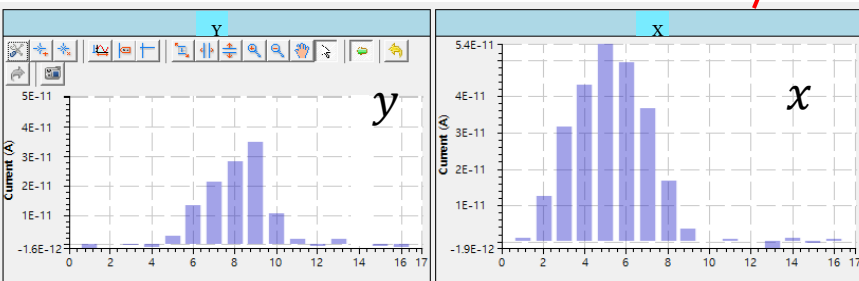 Y
5E-11
4E-11
3E-11
2E-11
1E-11
-1.6E-12
Current (A)
0 2 4 6 8 10 12 14 16 17
y
X
5.4E-11
4E-11
3E-11
2E-11
1E-11
-1.9E-12
Current (A)
0 2 4 6 8 10 12 14 16 17
x